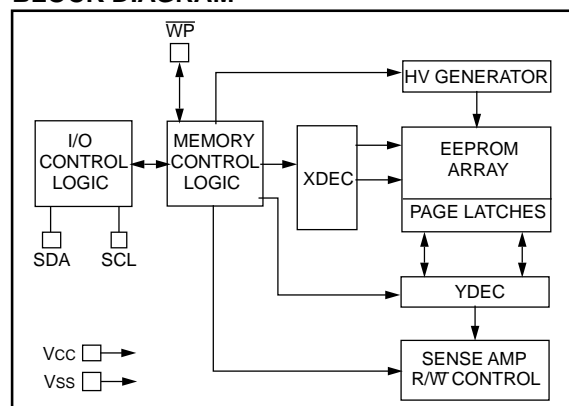 BLOCK DIAGRAM
W̅P̅
HV GENERATOR
I/O
CONTROL
LOGIC
MEMORY
CONTROL
LOGIC
XDEC
EEPROM
ARRAY
PAGE LATCHES
SDA
SCL
YDEC
VCC
VSS
SENSE AMP
R/W̅ CONTROL